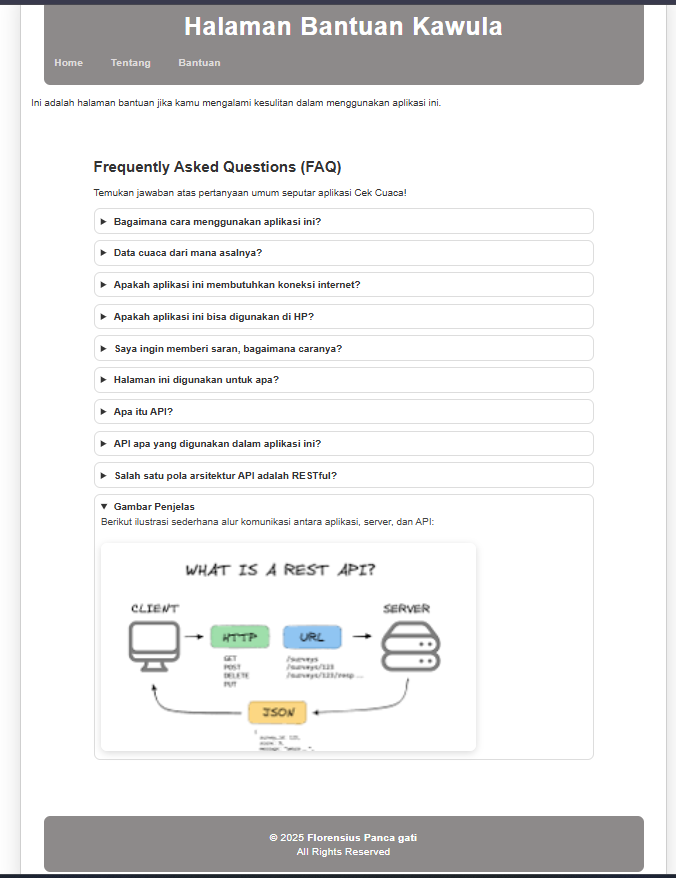 Halaman Bantuan Kawula
Home Tentang Bantuan
Ini adalah halaman bantuan jika kamu mengalami kesulitan dalam menggunakan aplikasi ini.
Frequently Asked Questions (FAQ)
Temukan jawaban atas pertanyaan umum seputar aplikasi Cek Cuaca!
Bagaimana cara menggunakan aplikasi ini?
Data cuaca dari mana asalnya?
Apakah aplikasi ini membutuhkan koneksi internet?
Apakah aplikasi ini bisa digunakan di HP?
Saya ingin memberi saran, bagaimana caranya?
Halaman ini digunakan untuk apa?
Apa itu API?
API apa yang digunakan dalam aplikasi ini?
Salah satu pola arsitektur API adalah RESTful?
Gambar Penjelas
Berikut ilustrasi sederhana alur komunikasi antara aplikasi, server, dan API:
WHAT IS A REST API?
CLIENT
SERVER
HTTP
URL
GET
POST
DELETE
PUT
/surveys
/surveys/123
/surveys/123/resp...
JSON
© 2025 Florensius Panca gati
All Rights Reserved